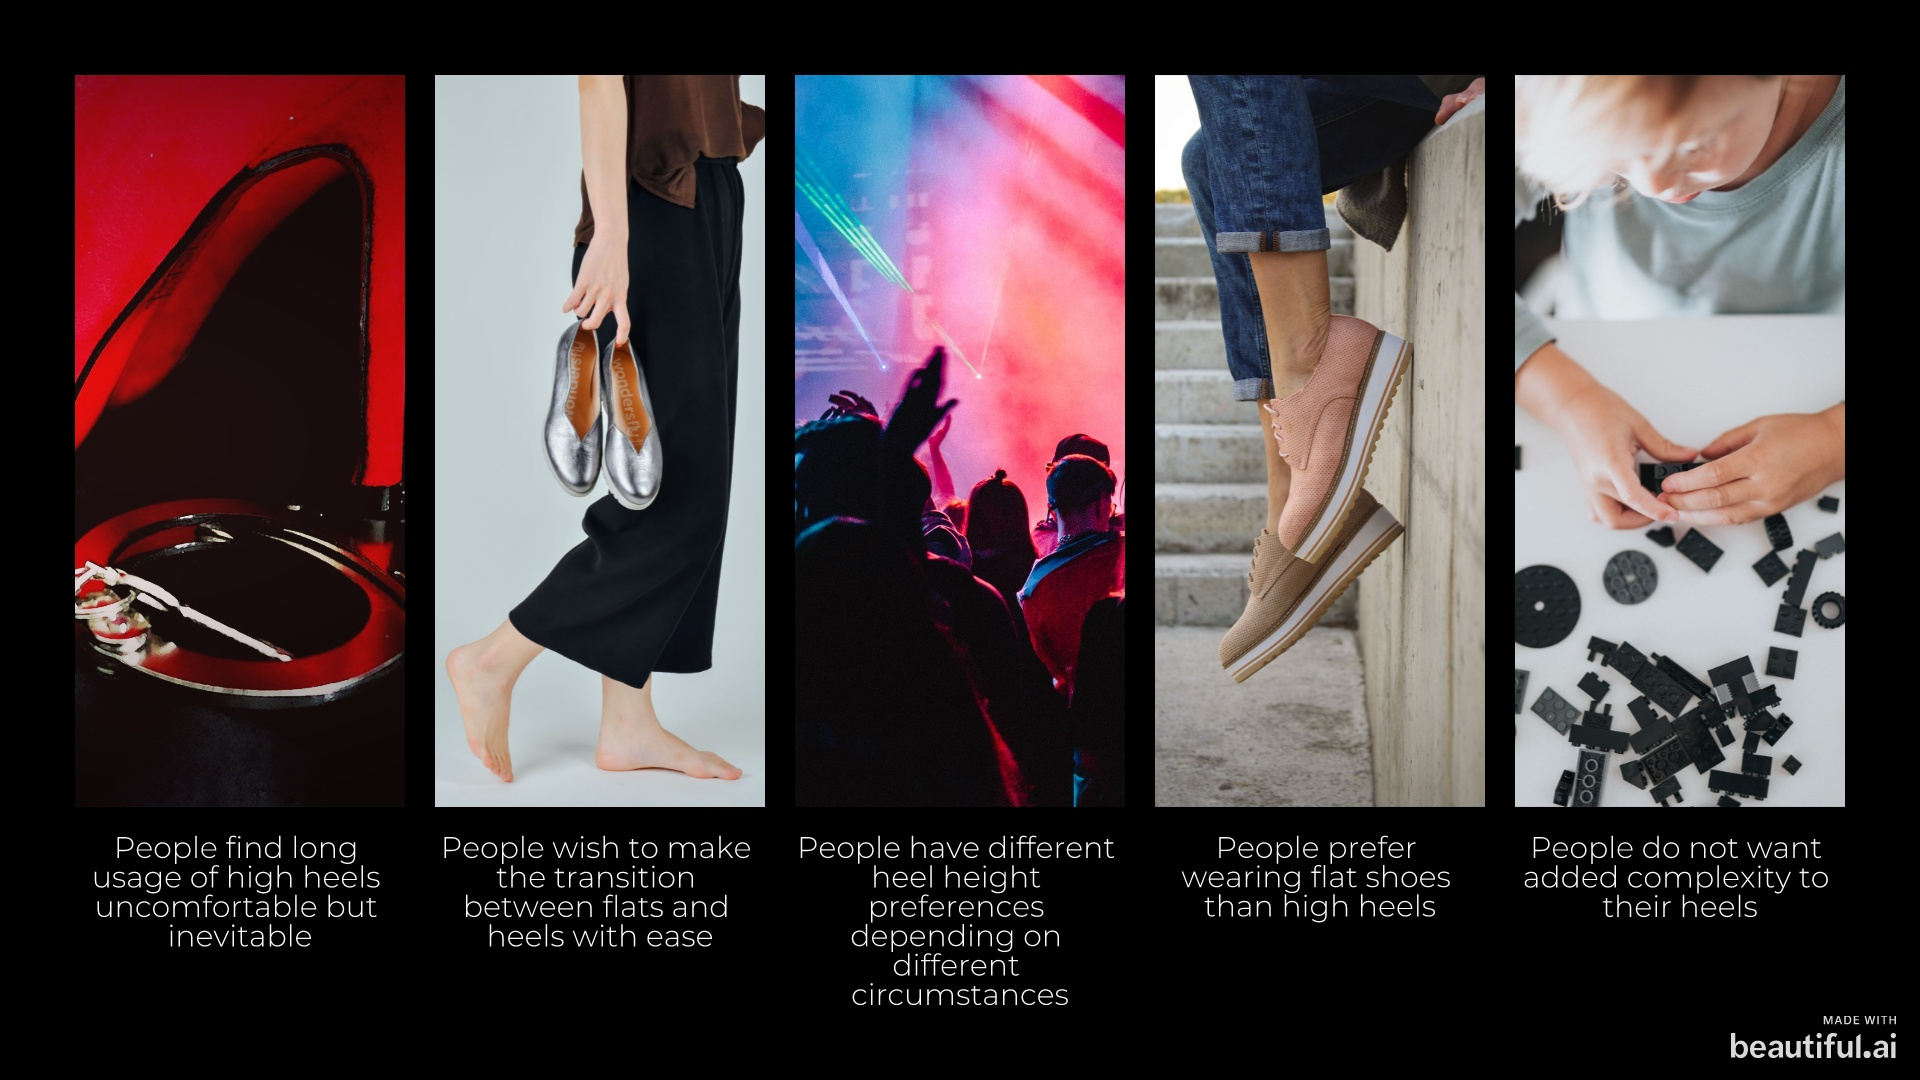 wonders
wonders
People find long
usage of high heels
uncomfortable but
inevitable
People wish to make
the transition
between flats and
heels with ease
People have different
heel height
preferences
depending on
different
circumstances
People prefer
wearing flat shoes
than high heels
People do not want
added complexity to
their heels
MADE WITH
beautiful.ai